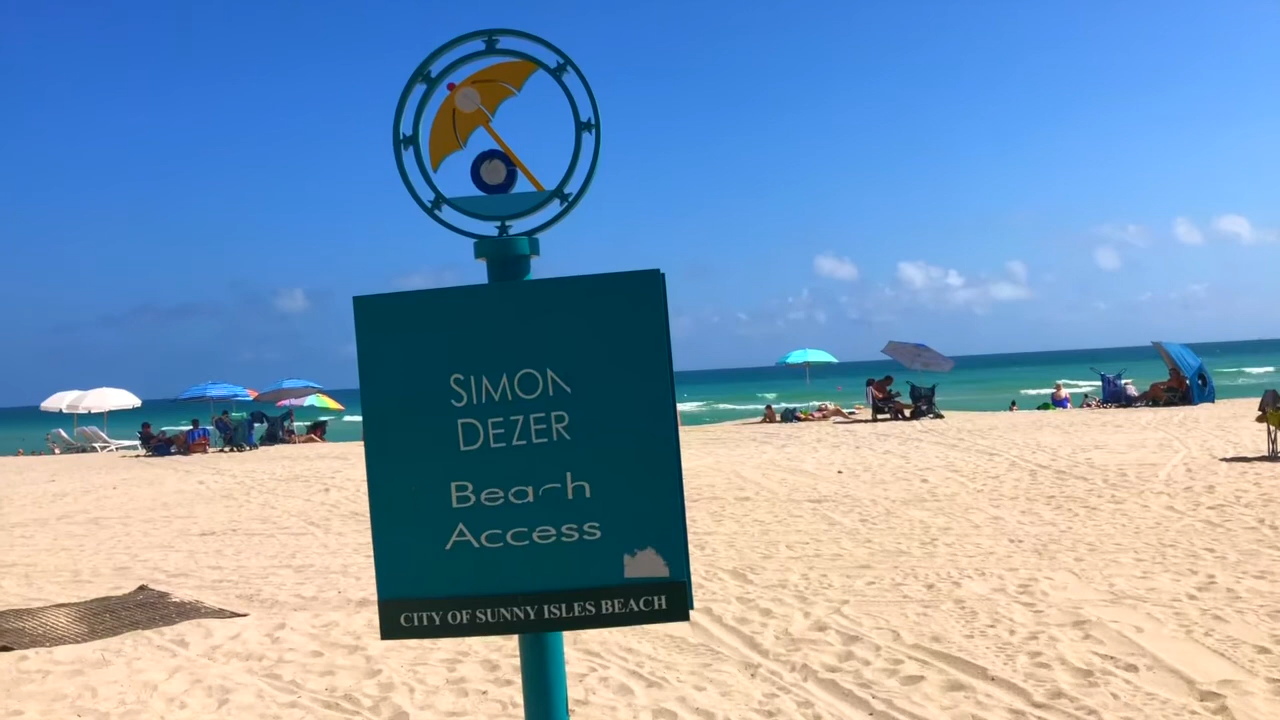 SIMON
DEZER
Beach
Access
CITY OF SUNNY ISLES BEACH